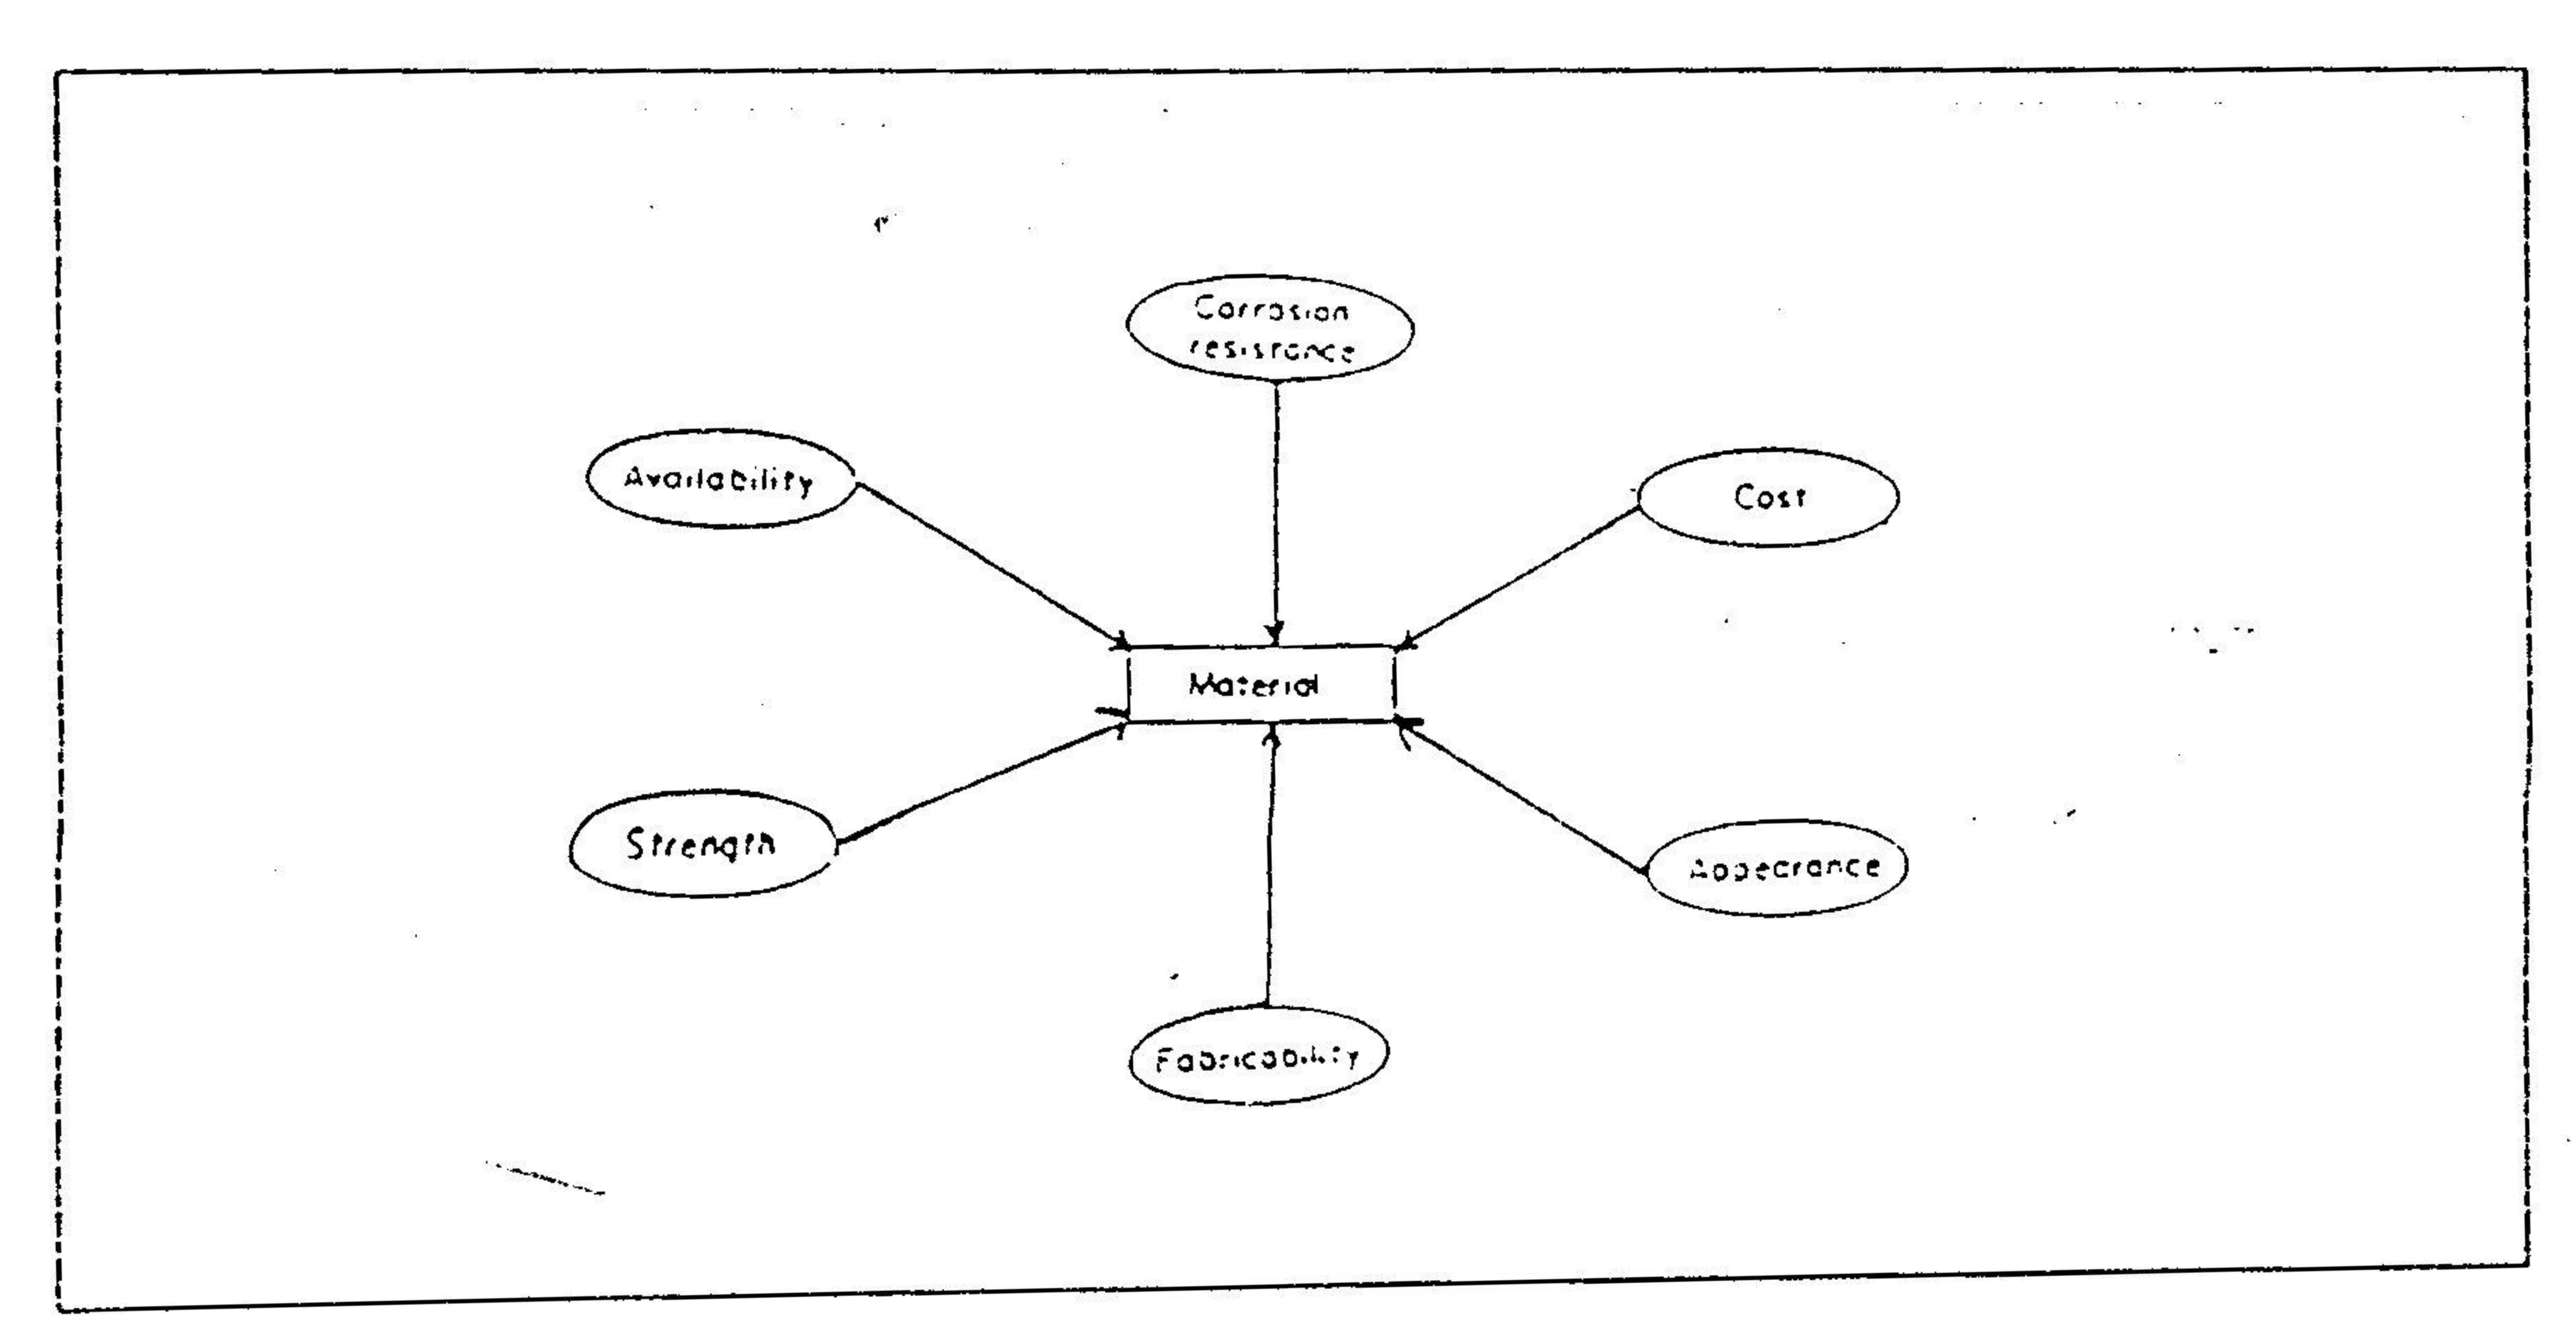 Corrosion
resistance
Availability
Cost
Material
Strength
Appearance
Fabricability